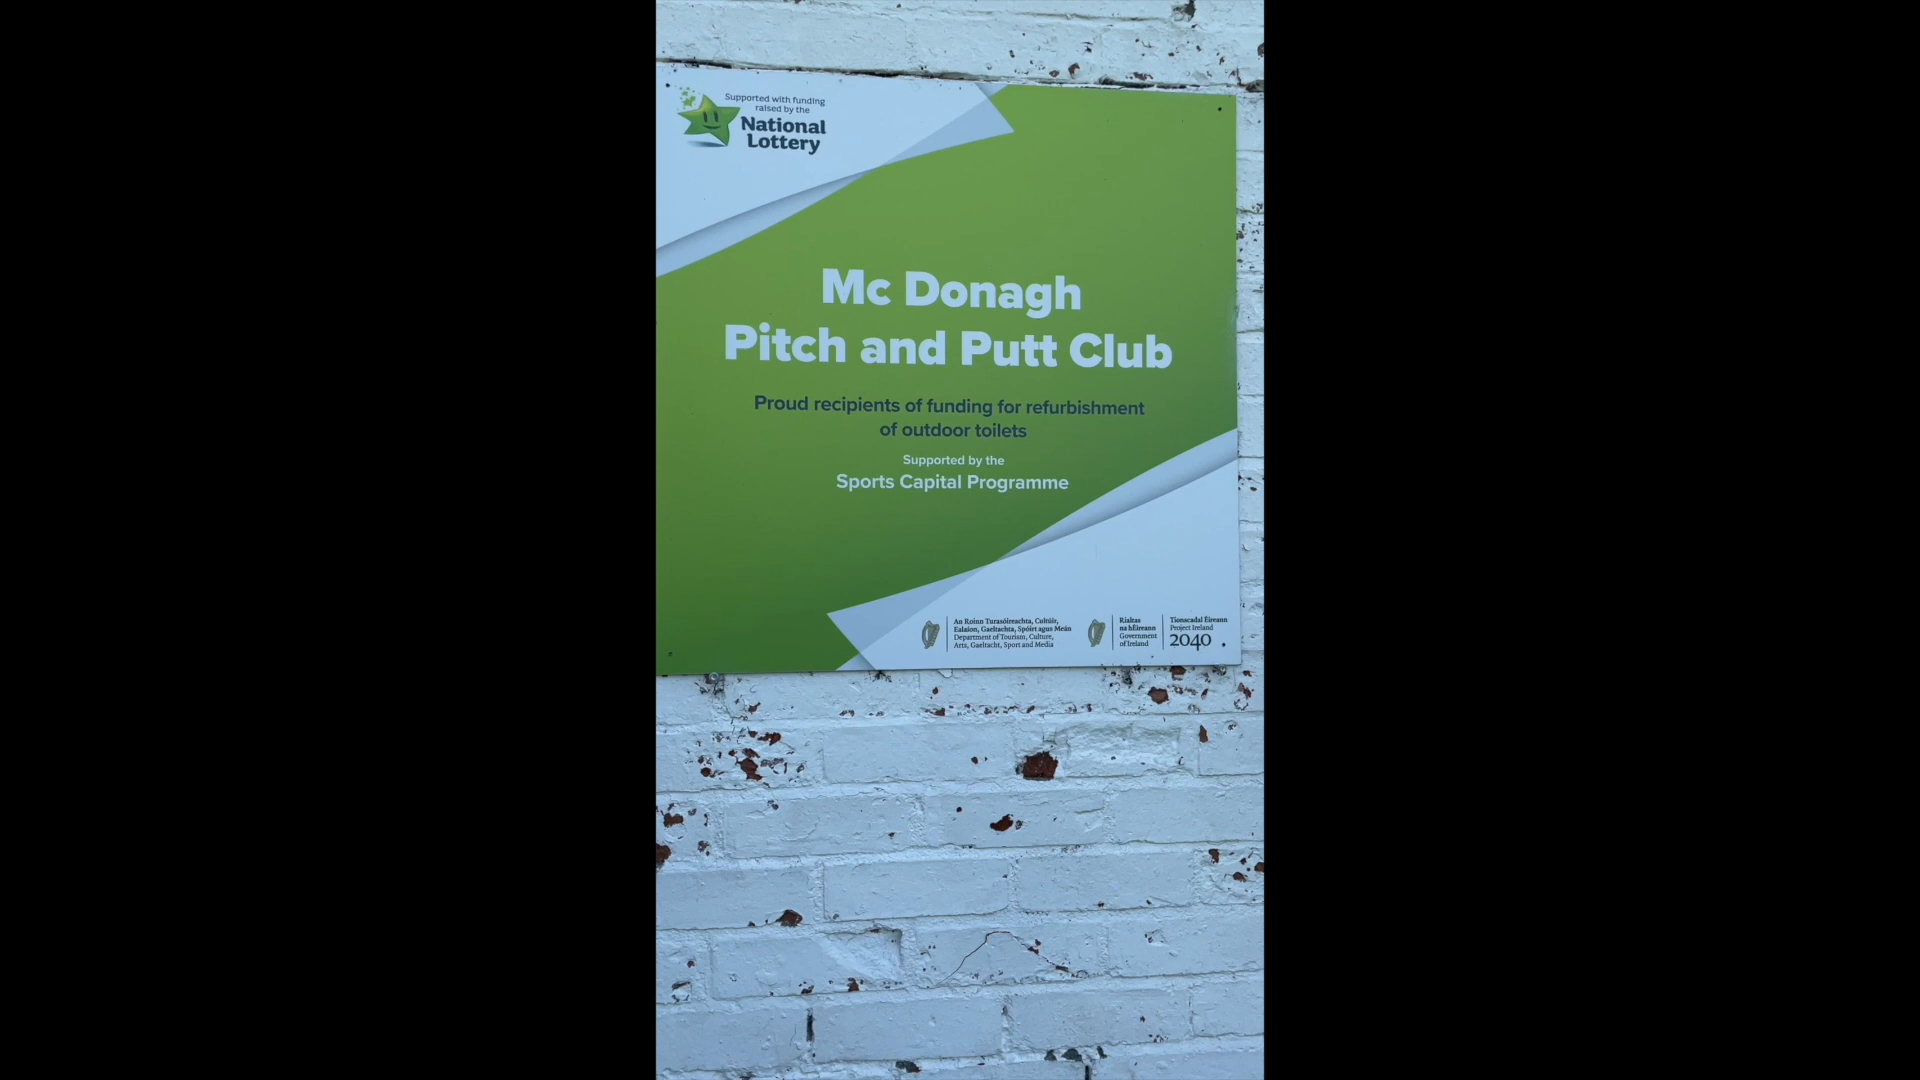 Supported with funding
raised by the
National
Lottery
Mc Donagh
Pitch and Putt Club
Proud recipients of funding for refurbishment
of outdoor toilets
Supported by the
Sports Capital Programme
An Roinn Turasóireachta, Cultúir,
Ealaíon, Gaeltachta, Spóirt agus Meán
Department of Tourism, Culture,
Arts, Gaeltacht, Sport and Media
Rialtas
na hÉireann
Government
of Ireland
Tionscadal Éireann
Project Ireland
2040